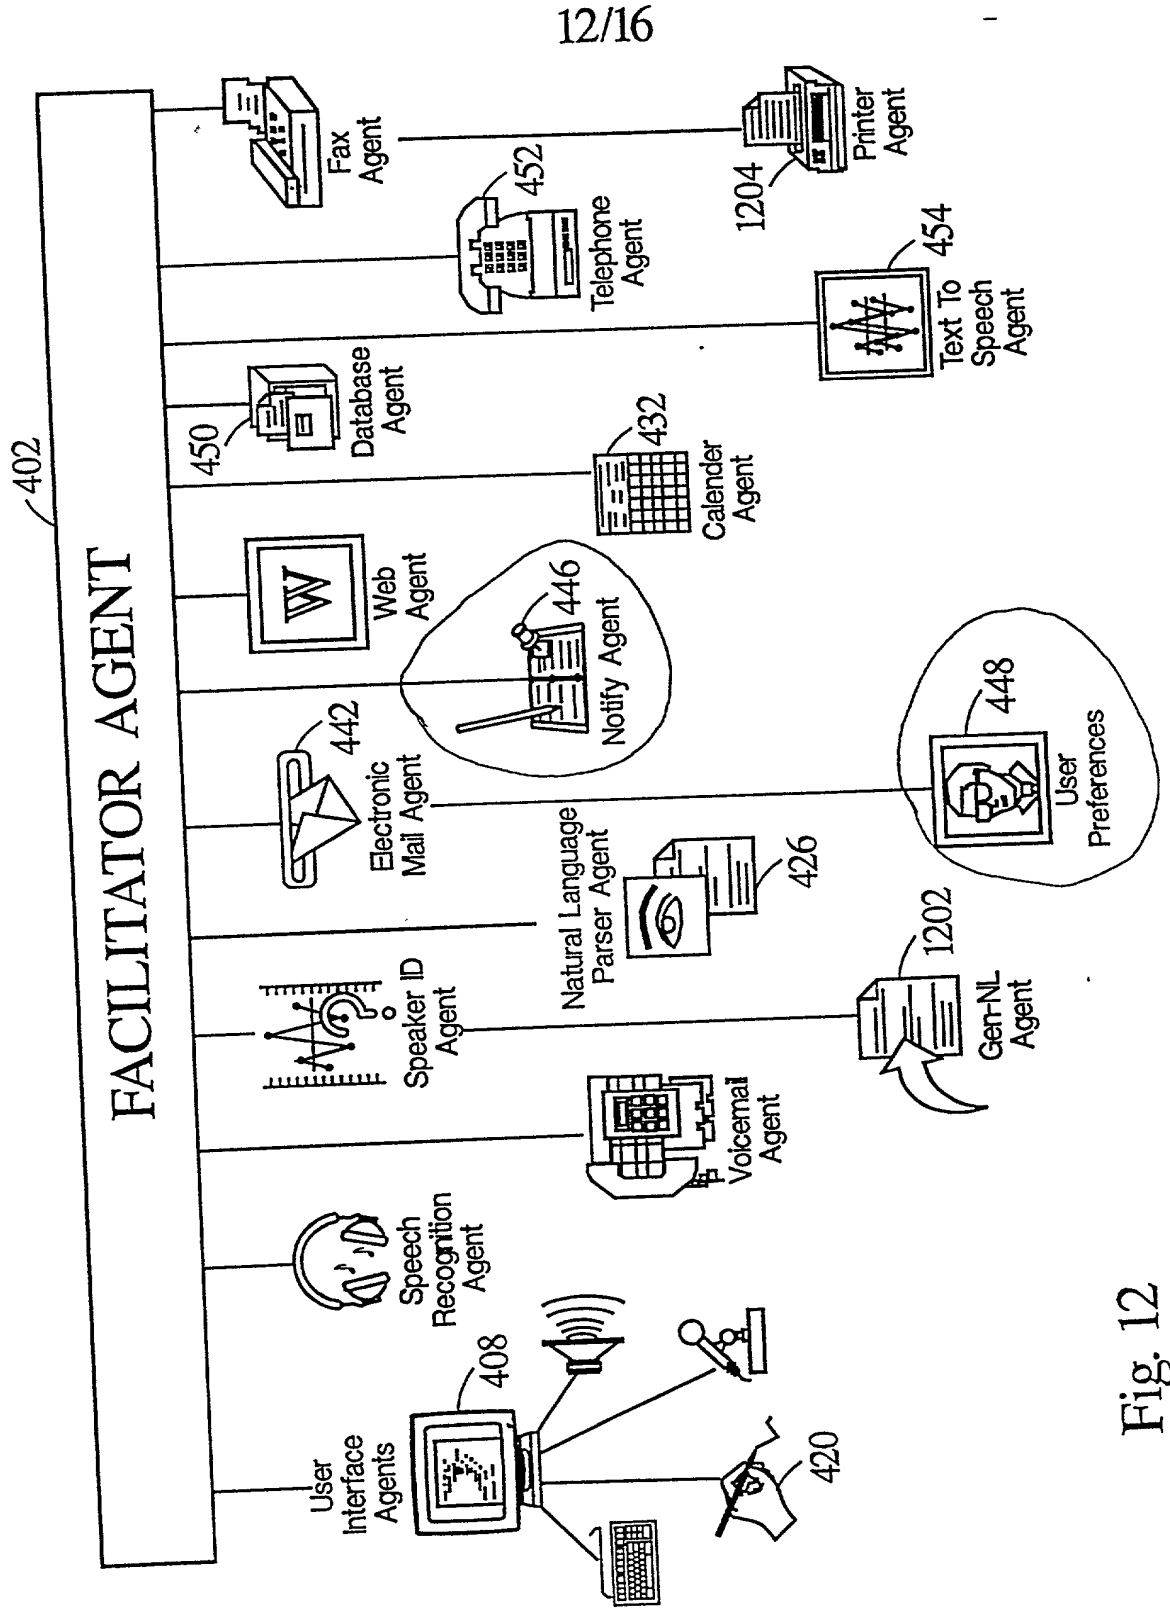 12/16
FACILITATOR AGENT
402
User
Interface
Agents
408
420
Speech
Recognition
Agent
Voicemail
Agent
Speaker ID
Agent
Gen-NL
Agent
1202
Natural Language
Parser Agent
426
Electronic
Mail Agent
442
User
Preferences
448
Notify Agent
446
Web
Agent
W
Calender
Agent
432
Database
Agent
450
Text To
Speech
Agent
454
Telephone
Agent
452
Fax
Agent
Printer
Agent
1204
Fig. 12